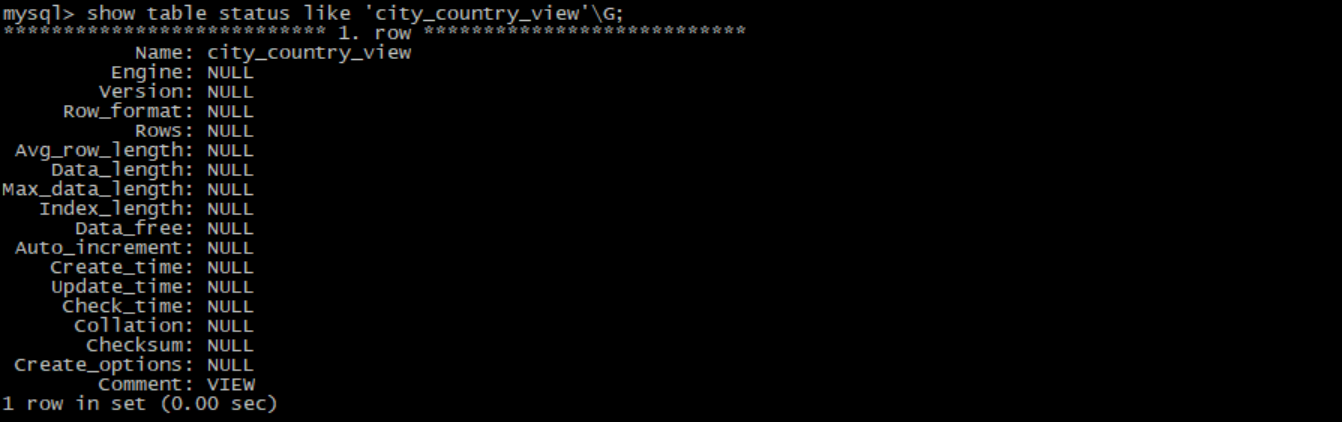 mysql> show table status like 'city_country_view'\G;
*************************** 1. row ***************************
Name: city_country_view
Engine: NULL
Version: NULL
Row_format: NULL
Rows: NULL
Avg_row_length: NULL
Data_length: NULL
Max_data_length: NULL
Index_length: NULL
Data_free: NULL
Auto_increment: NULL
Create_time: NULL
Update_time: NULL
Check_time: NULL
Collation: NULL
Checksum: NULL
Create_options: NULL
Comment: VIEW
1 row in set (0.00 sec)